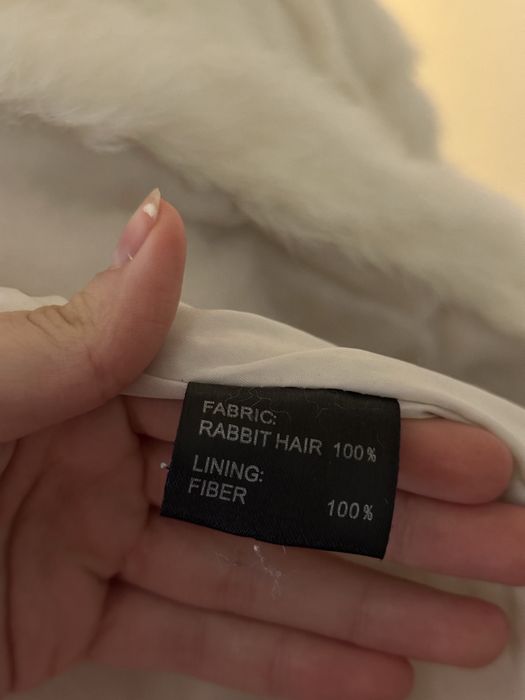 FABRIC:
RABBIT HAIR 100%
LINING:
FIBER
100%